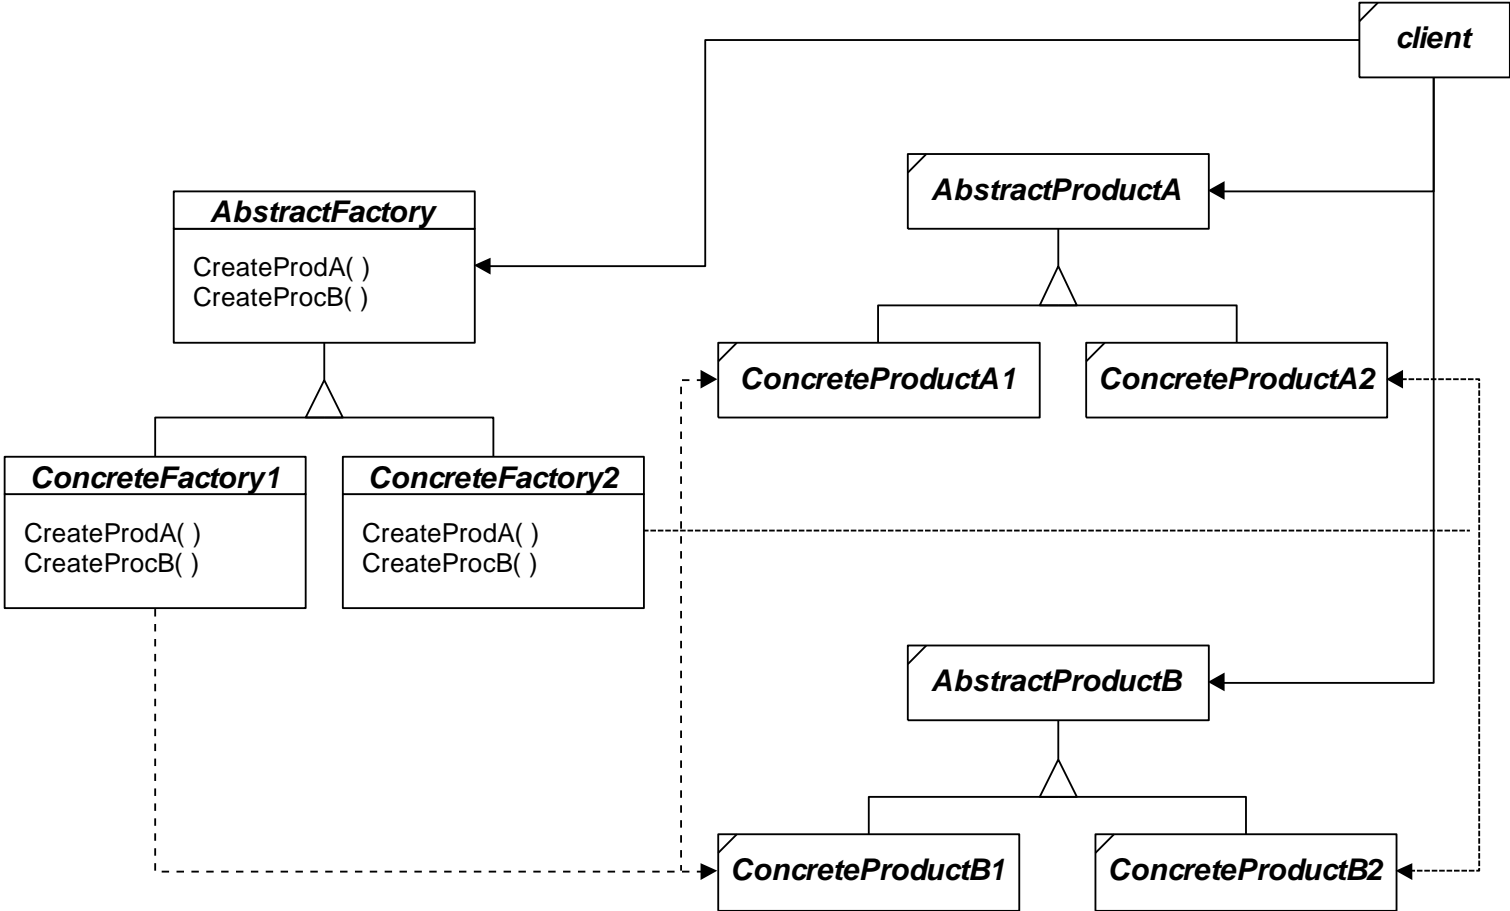 client
AbstractProductA
AbstractFactory
CreateProdA( )
CreateProcB( )
ConcreteProductA1
ConcreteProductA2
ConcreteFactory1
CreateProdA( )
CreateProcB( )
ConcreteFactory2
CreateProdA( )
CreateProcB( )
AbstractProductB
ConcreteProductB1
ConcreteProductB2